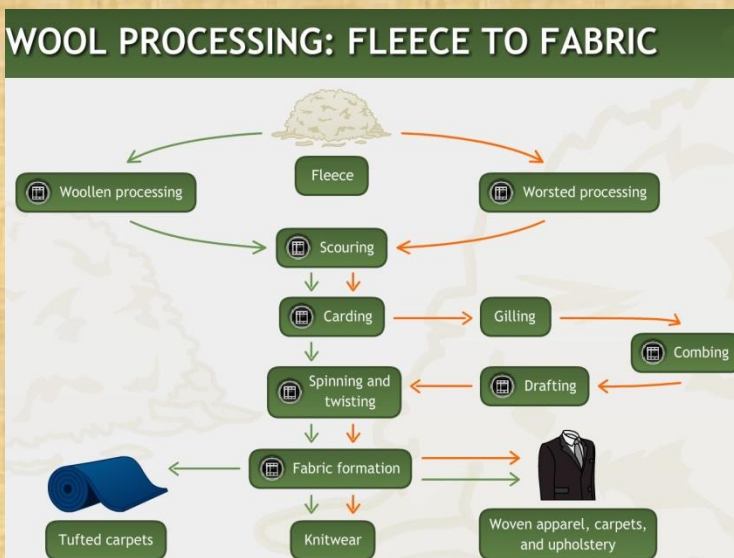 WOOL PROCESSING: FLEECE TO FABRIC
Fleece
Woollen processing
Worsted processing
Scouring
Carding
Gilling
Combing
Spinning and
twisting
Drafting
Fabric formation
Tufted carpets
Knitwear
Woven apparel, carpets,
and upholstery